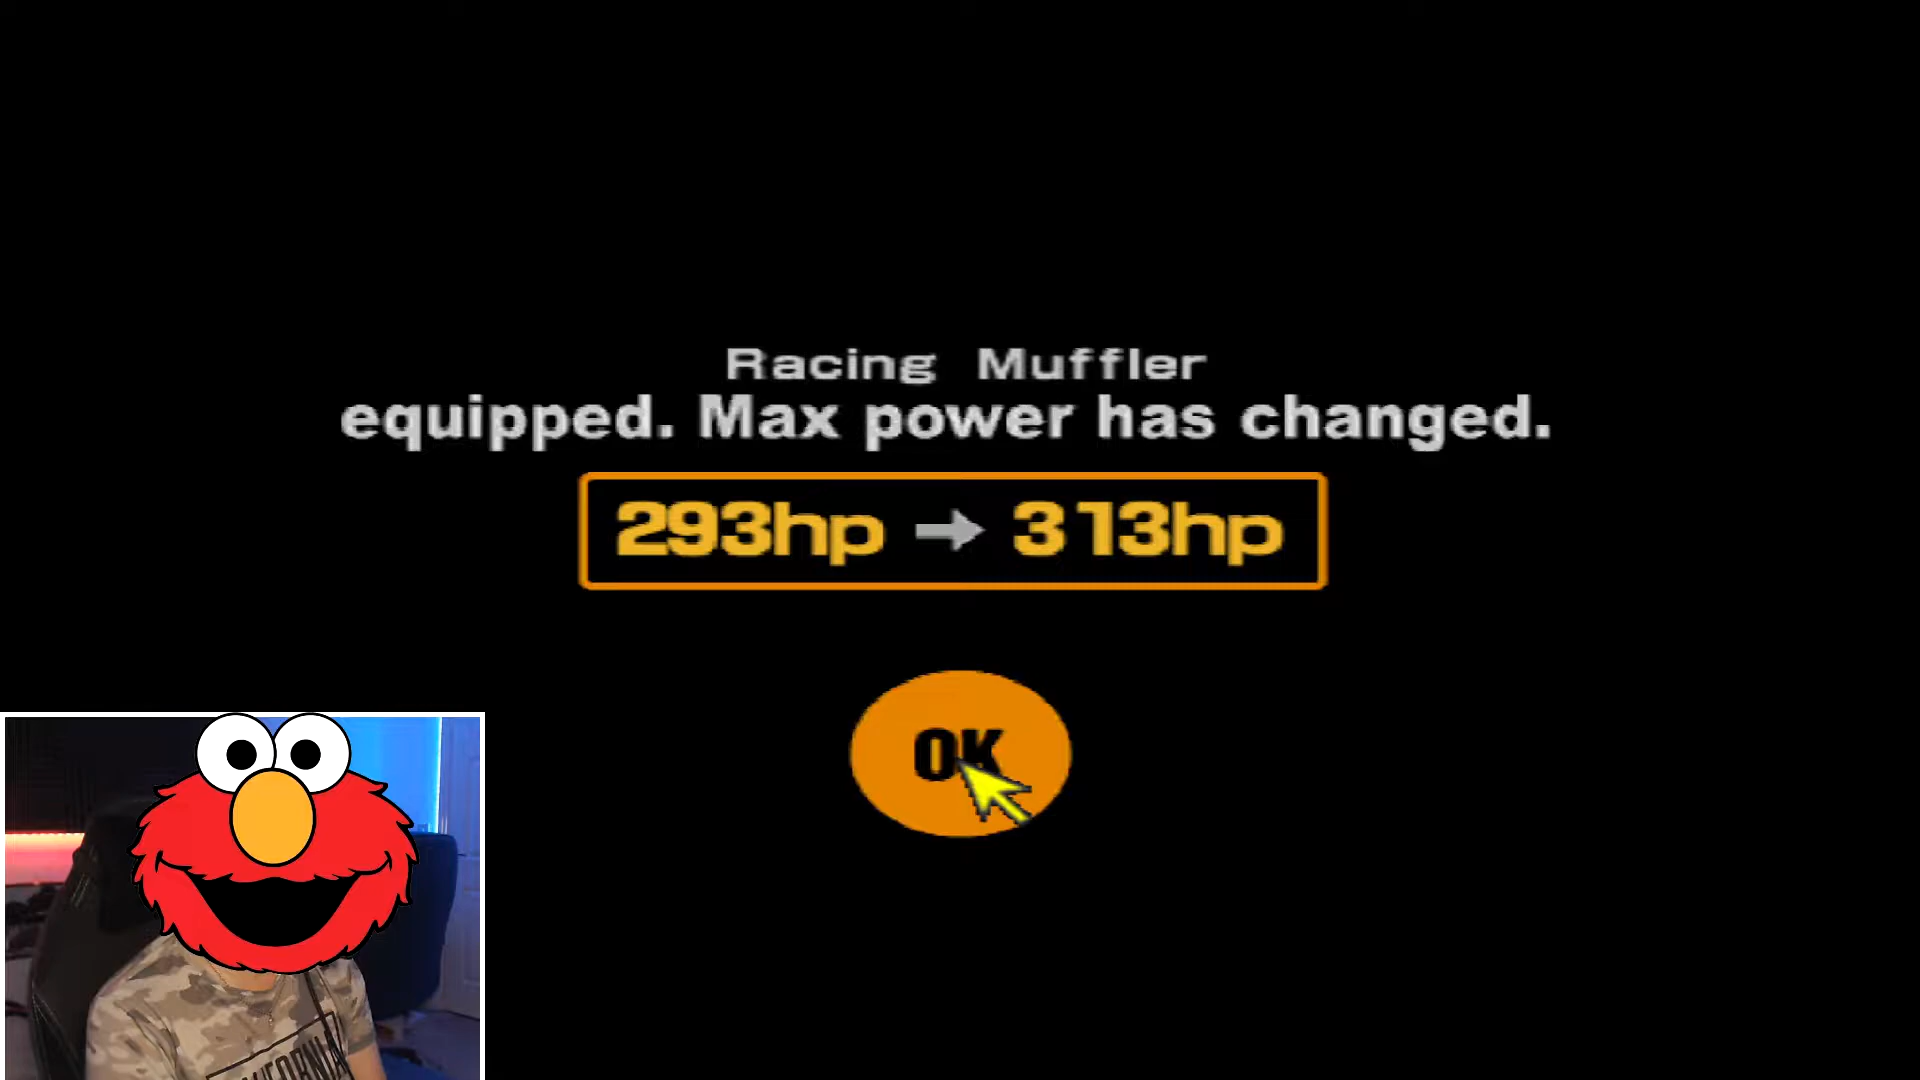 Racing Muffler
equipped. Max power has changed.
293hp → 313hp
OK